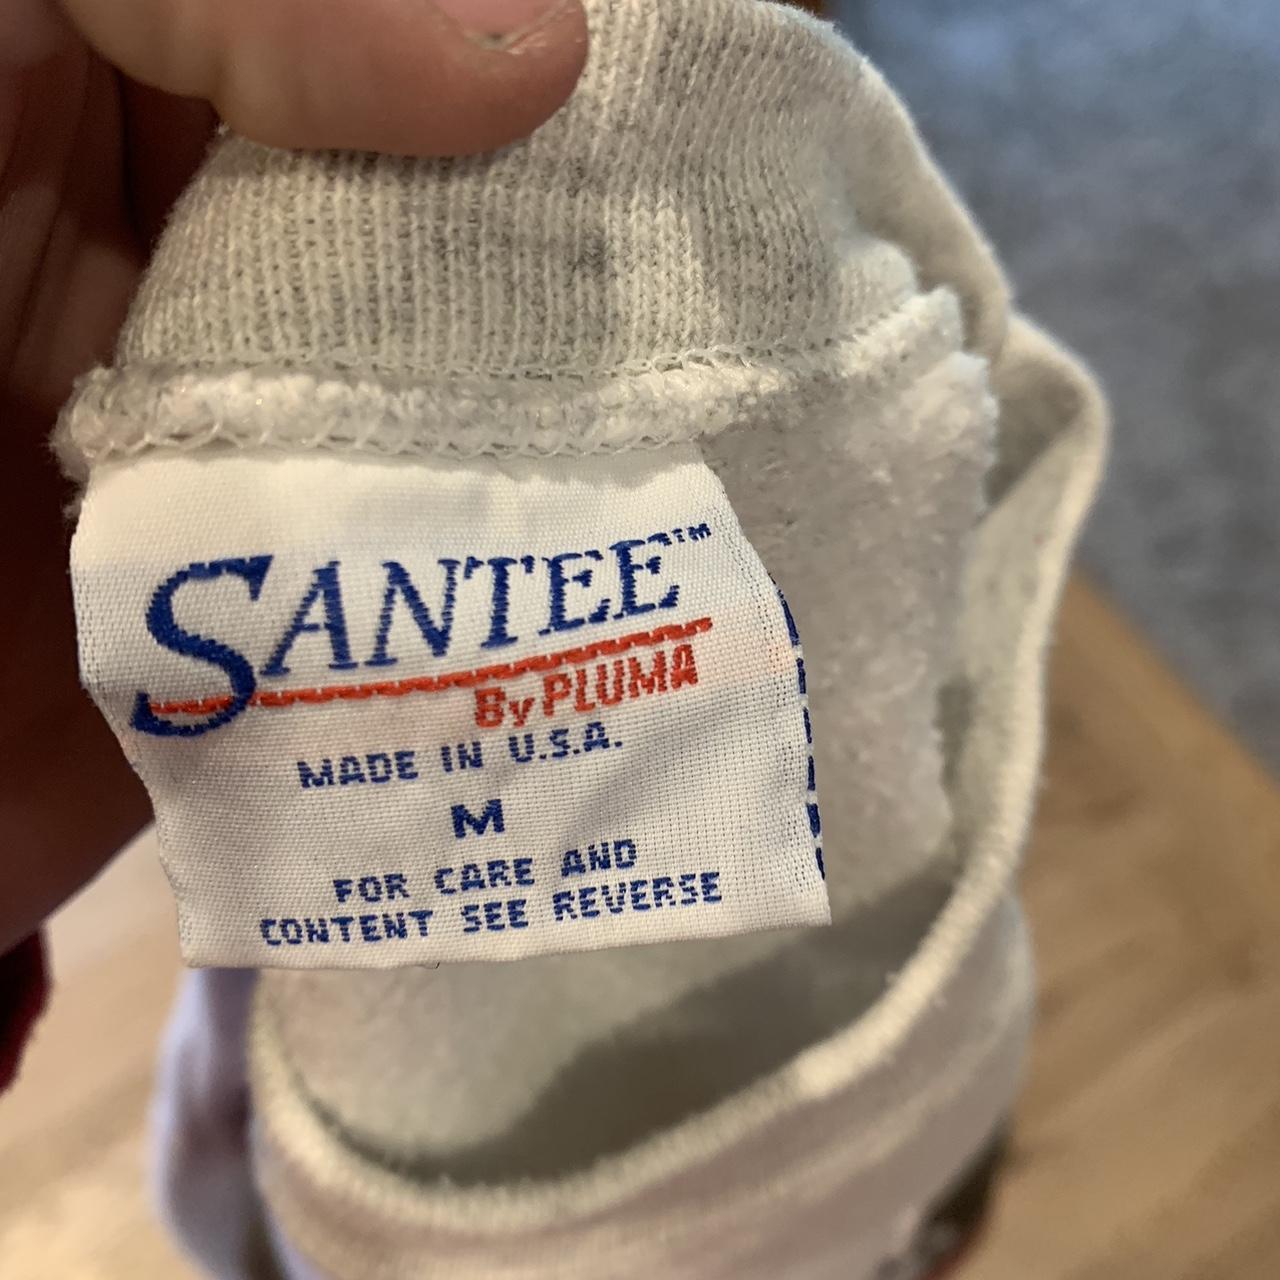 SANTEE™
By PLUMA
MADE IN U.S.A.
M
FOR CARE AND
CONTENT SEE REVERSE